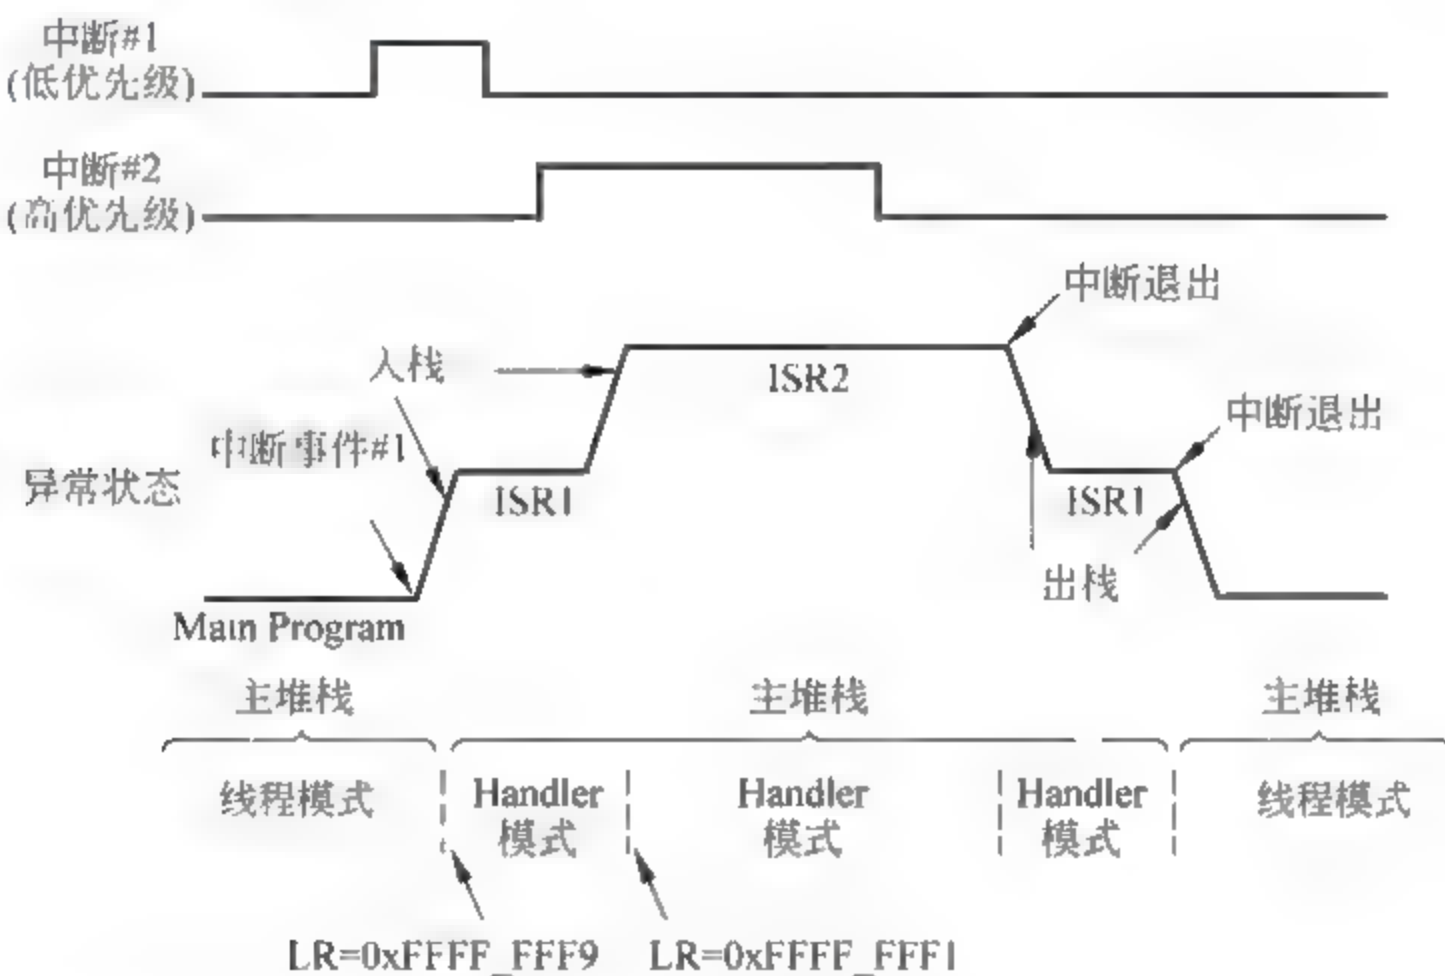 中断#1
(低优先级)
中断#2
(高优先级)
中断退出
入栈
ISR2
中断退出
中断事件#1
异常状态
ISR1
ISR1
出栈
Main Program
主堆栈
主堆栈
主堆栈
线程模式
Handler
模式
Handler
模式
Handler
模式
线程模式
LR=0xFFFF_FFF9
LR=0xFFFF_FFF1